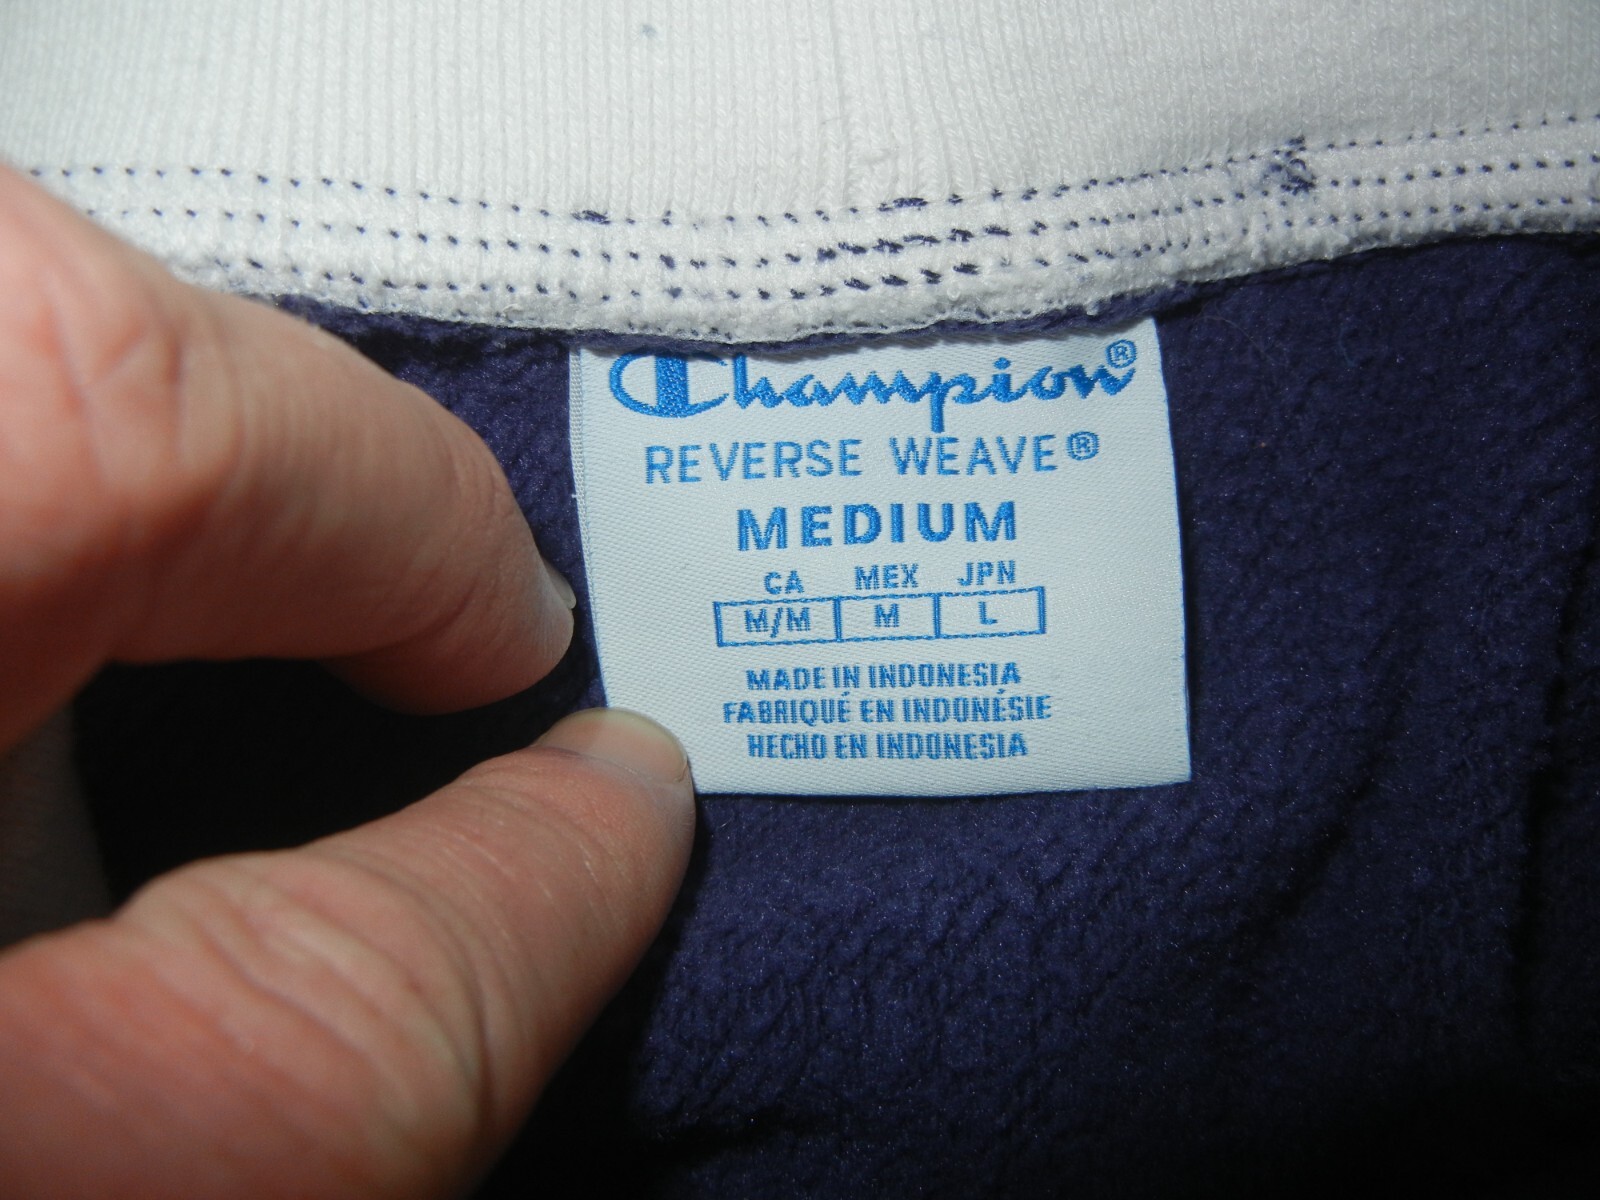 Champion®
REVERSE WEAVE®
MEDIUM
CA MEX JPN
M/M M L
MADE IN INDONESIA
FABRIQUÉ EN INDONÉSIE
HECHO EN INDONESIA